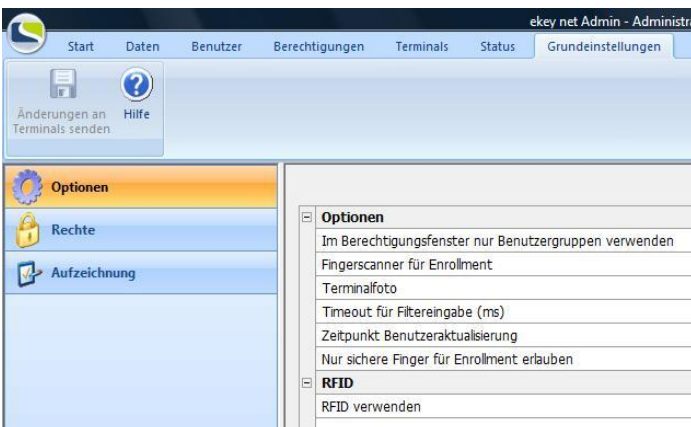 ekey net Admin - Administra
Start Daten Benutzer Berechtigungen Terminals Status Grundeinstellungen
Änderungen an
Terminals senden
Hilfe
Optionen
Rechte
Aufzeichnung
Optionen
Im Berechtigungsfenster nur Benutzergruppen verwenden
Fingerscanner für Enrollment
Terminalfoto
Timeout für Filtereingabe (ms)
Zeitpunkt Benutzeraktualisierung
Nur sichere Finger für Enrollment erlauben
RFID
RFID verwenden